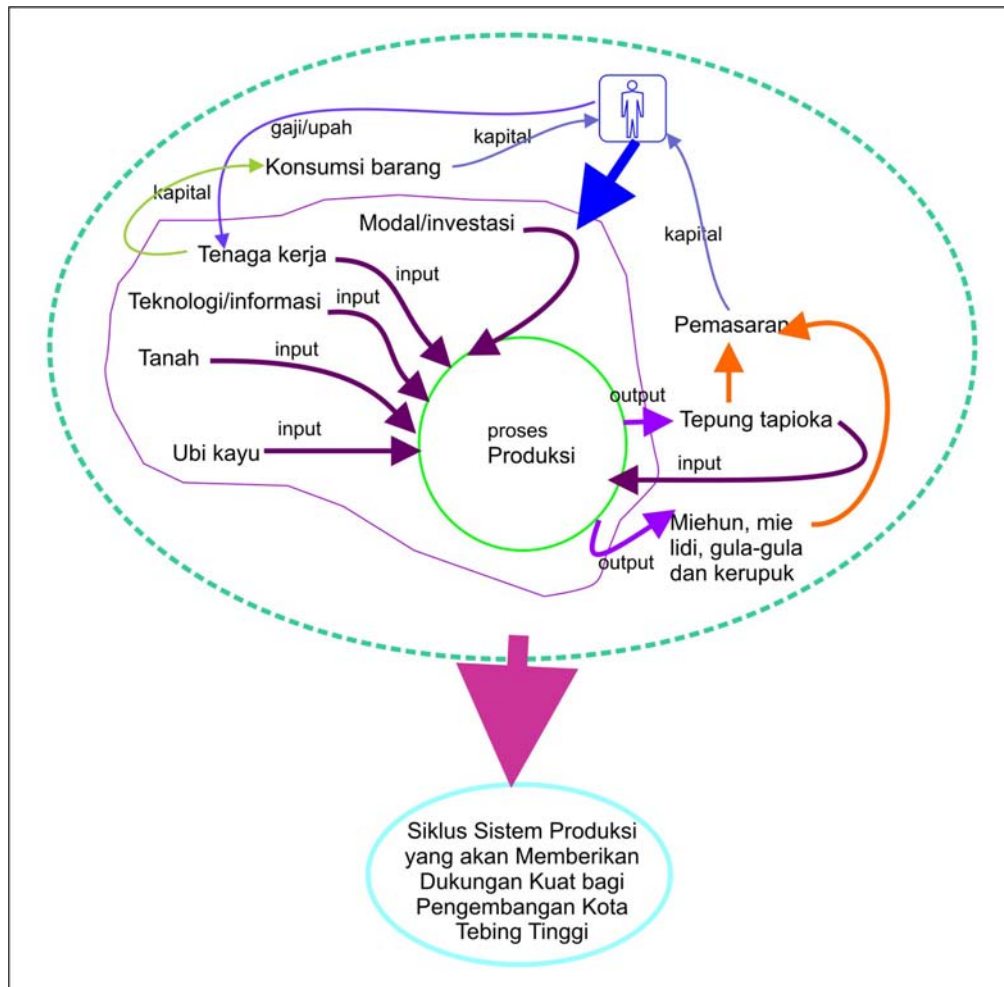 gaji/upah
kapital
Konsumsi barang
kapital
Modal/investasi
kapital
Tenaga kerja
input
input
Teknologi/informasi
input
Pemasaran
Tanah
input
output
Tepung tapioka
proses
Produksi
Ubi kayu
input
input
Miehun, mie
lidi, gula-gula
dan kerupuk
output
Siklus Sistem Produksi
yang akan Memberikan
Dukungan Kuat bagi
Pengembangan Kota
Tebing Tinggi